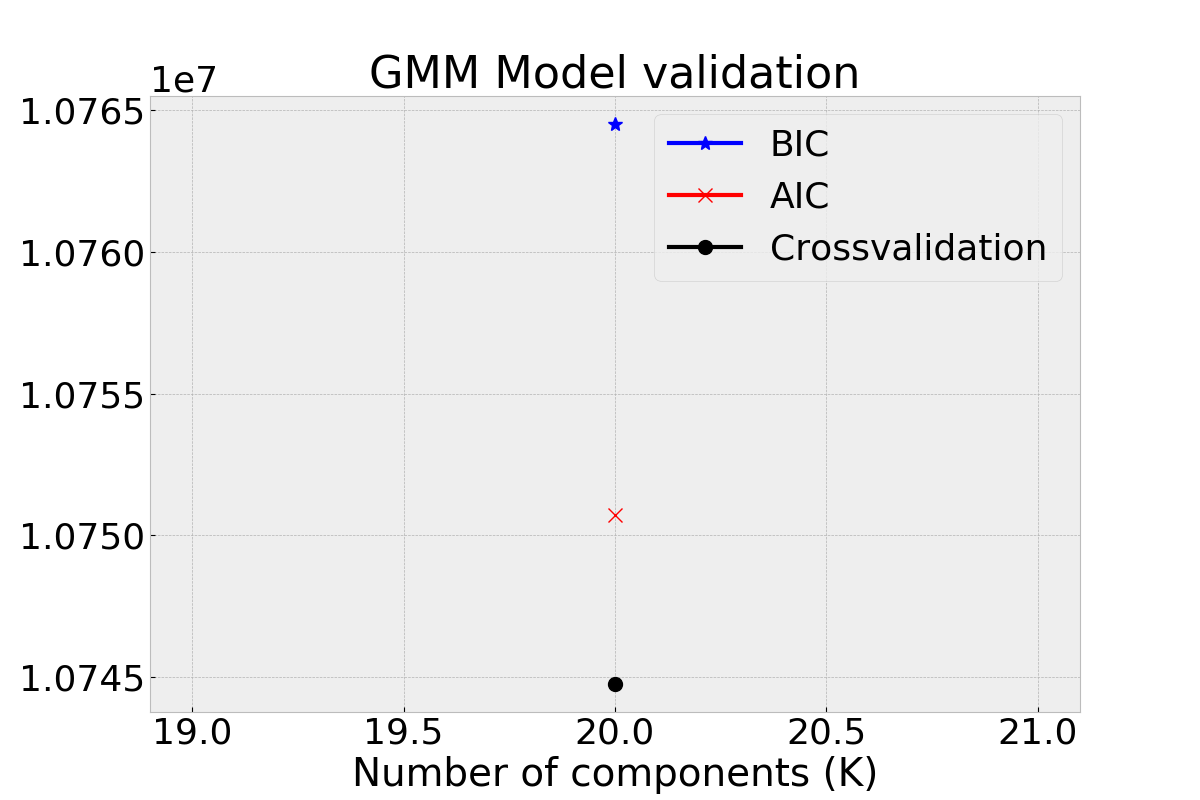 GMM Model validation
1e7
1.0765
1.0760
1.0755
1.0750
1.0745
BIC
AIC
Crossvalidation
19.0 19.5 20.0 20.5 21.0
Number of components (K)